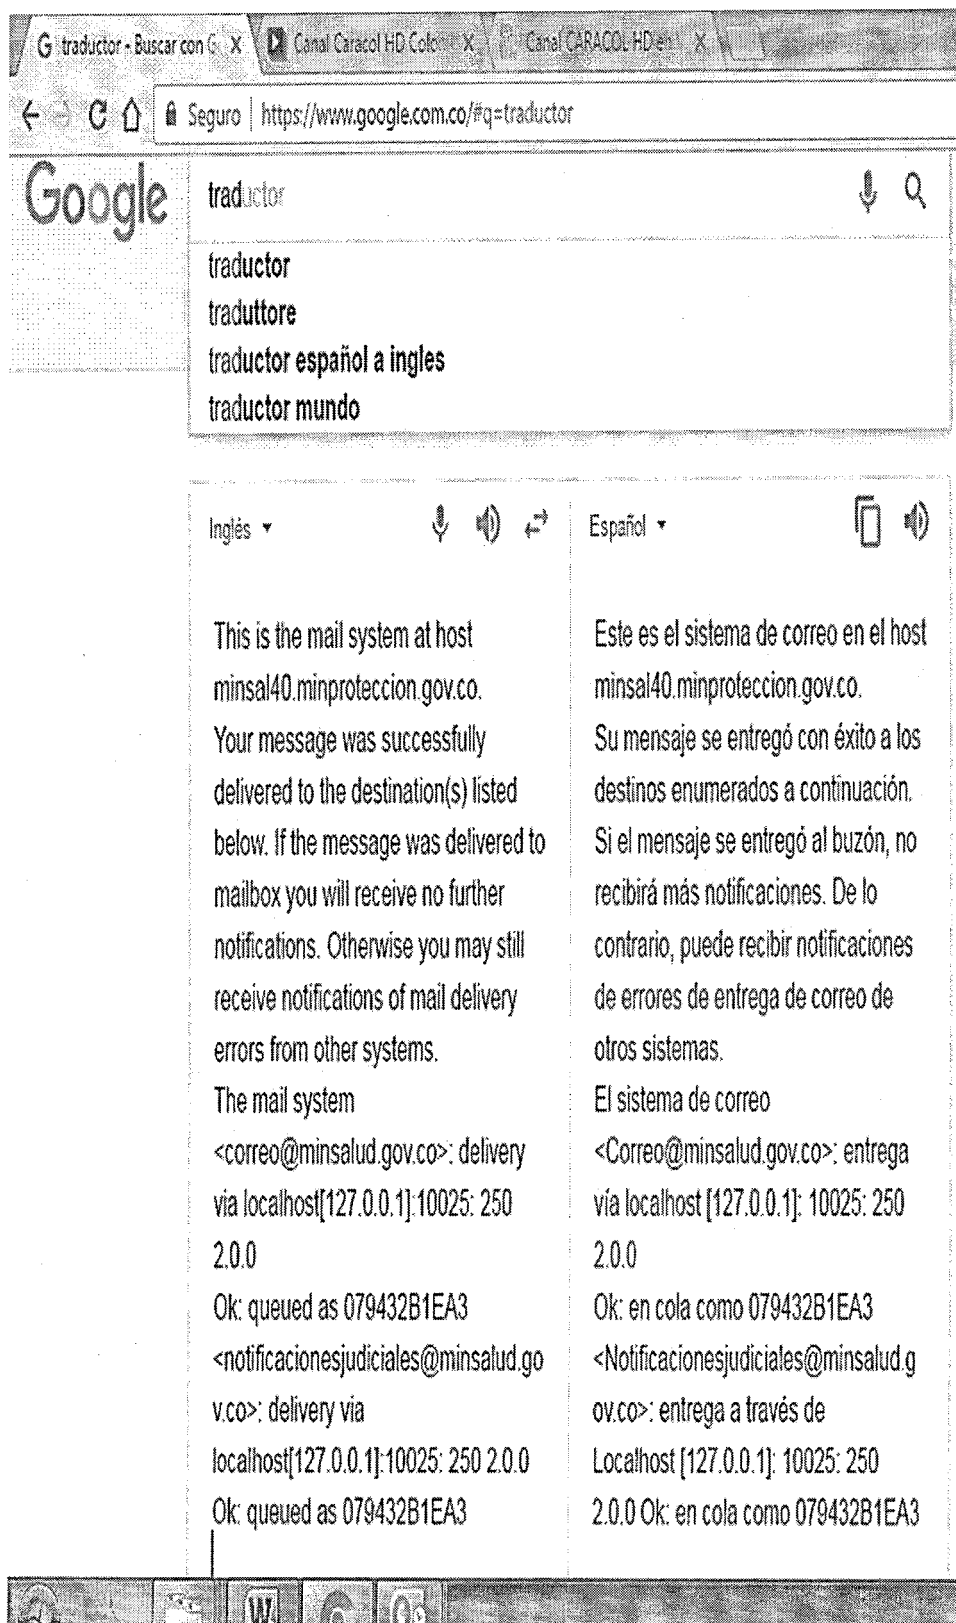 G traductor - Buscar con G X
Canal Caracol HD Colo X
Canal CARACOL HD en X
Seguro | https://www.google.com.co/#q=traductor
Google
traductor
traductor
traduttore
traductor español a ingles
traductor mundo
Inglés
This is the mail system at host
minsal40.minproteccion.gov.co.
Your message was successfully
delivered to the destination(s) listed
below. If the message was delivered to
mailbox you will receive no further
notifications. Otherwise you may still
receive notifications of mail delivery
errors from other systems.
The mail system
<correo@minsalud.gov.co>: delivery
via localhost[127.0.0.1]:10025: 250
2.0.0
Ok: queued as 079432B1EA3
<notificacionesjudiciales@minsalud.go
v.co>: delivery via
localhost[127.0.0.1]:10025: 250 2.0.0
Ok: queued as 079432B1EA3
Español
Este es el sistema de correo en el host
minsal40.minproteccion.gov.co.
Su mensaje se entregó con éxito a los
destinos enumerados a continuación.
Si el mensaje se entregó al buzón, no
recibirá más notificaciones. De lo
contrario, puede recibir notificaciones
de errores de entrega de correo de
otros sistemas.
El sistema de correo
<Correo@minsalud.gov.co>: entrega
vía localhost [127.0.0.1]: 10025: 250
2.0.0
Ok: en cola como 079432B1EA3
<Notificacionesjudiciales@minsalud.g
ov.co>: entrega a través de
Localhost [127.0.0.1]: 10025: 250
2.0.0 Ok: en cola como 079432B1EA3
W